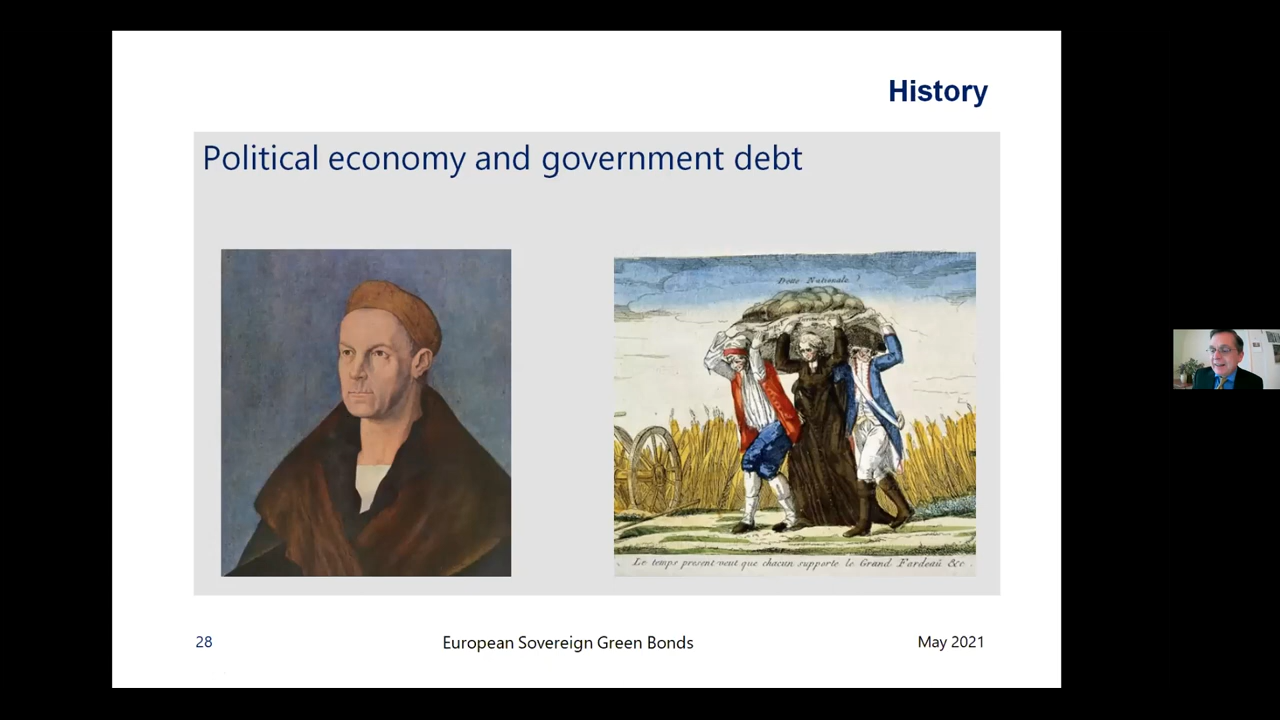 History
Political economy and government debt
Dette Nationale
Le temps present veut que chacun supporte le Grand Fardeau &c.
28
European Sovereign Green Bonds
May 2021